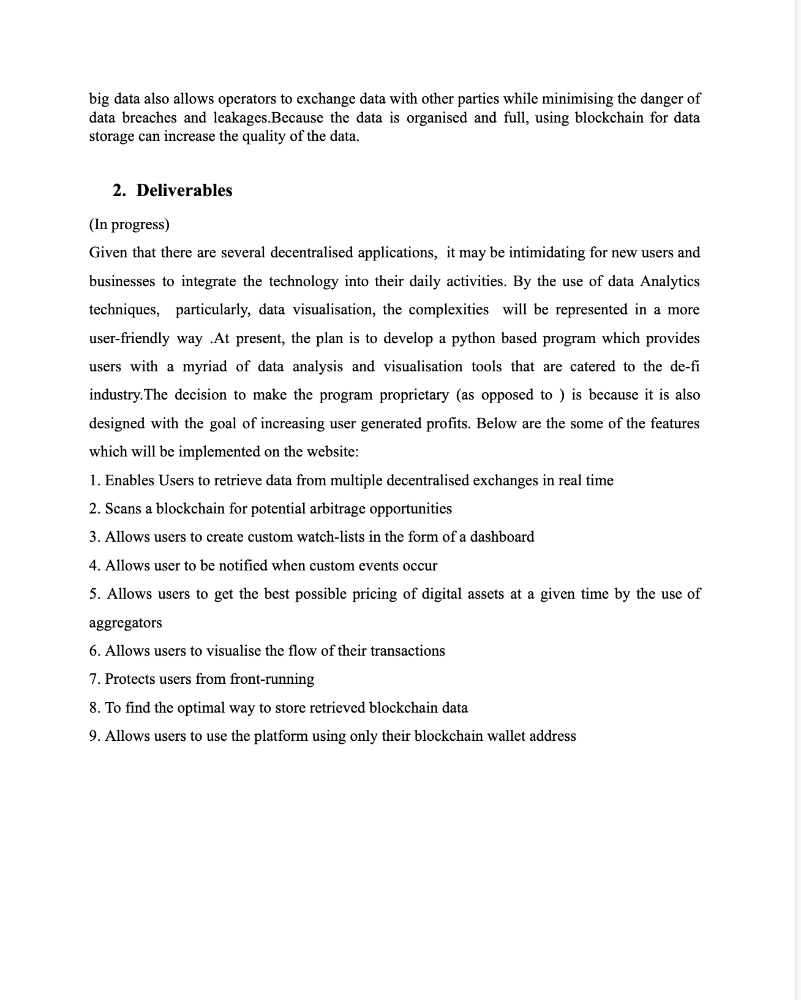 big data also allows operators to exchange data with other parties while minimising the danger of
data breaches and leakages.Because the data is organised and full, using blockchain for data
storage can increase the quality of the data.
2. Deliverables
(In progress)
Given that there are several decentralised applications, it may be intimidating for new users and
businesses to integrate the technology into their daily activities. By the use of data Analytics
techniques, particularly, data visualisation, the complexities will be represented in a more
user-friendly way .At present, the plan is to develop a python based program which provides
users with a myriad of data analysis and visualisation tools that are catered to the de-fi
industry.The decision to make the program proprietary (as opposed to ) is because it is also
designed with the goal of increasing user generated profits. Below are the some of the features
which will be implemented on the website:
1. Enables Users to retrieve data from multiple decentralised exchanges in real time
2. Scans a blockchain for potential arbitrage opportunities
3. Allows users to create custom watch-lists in the form of a dashboard
4. Allows user to be notified when custom events occur
5. Allows users to get the best possible pricing of digital assets at a given time by the use of
aggregators
6. Allows users to visualise the flow of their transactions
7. Protects users from front-running
8. To find the optimal way to store retrieved blockchain data
9. Allows users to use the platform using only their blockchain wallet address